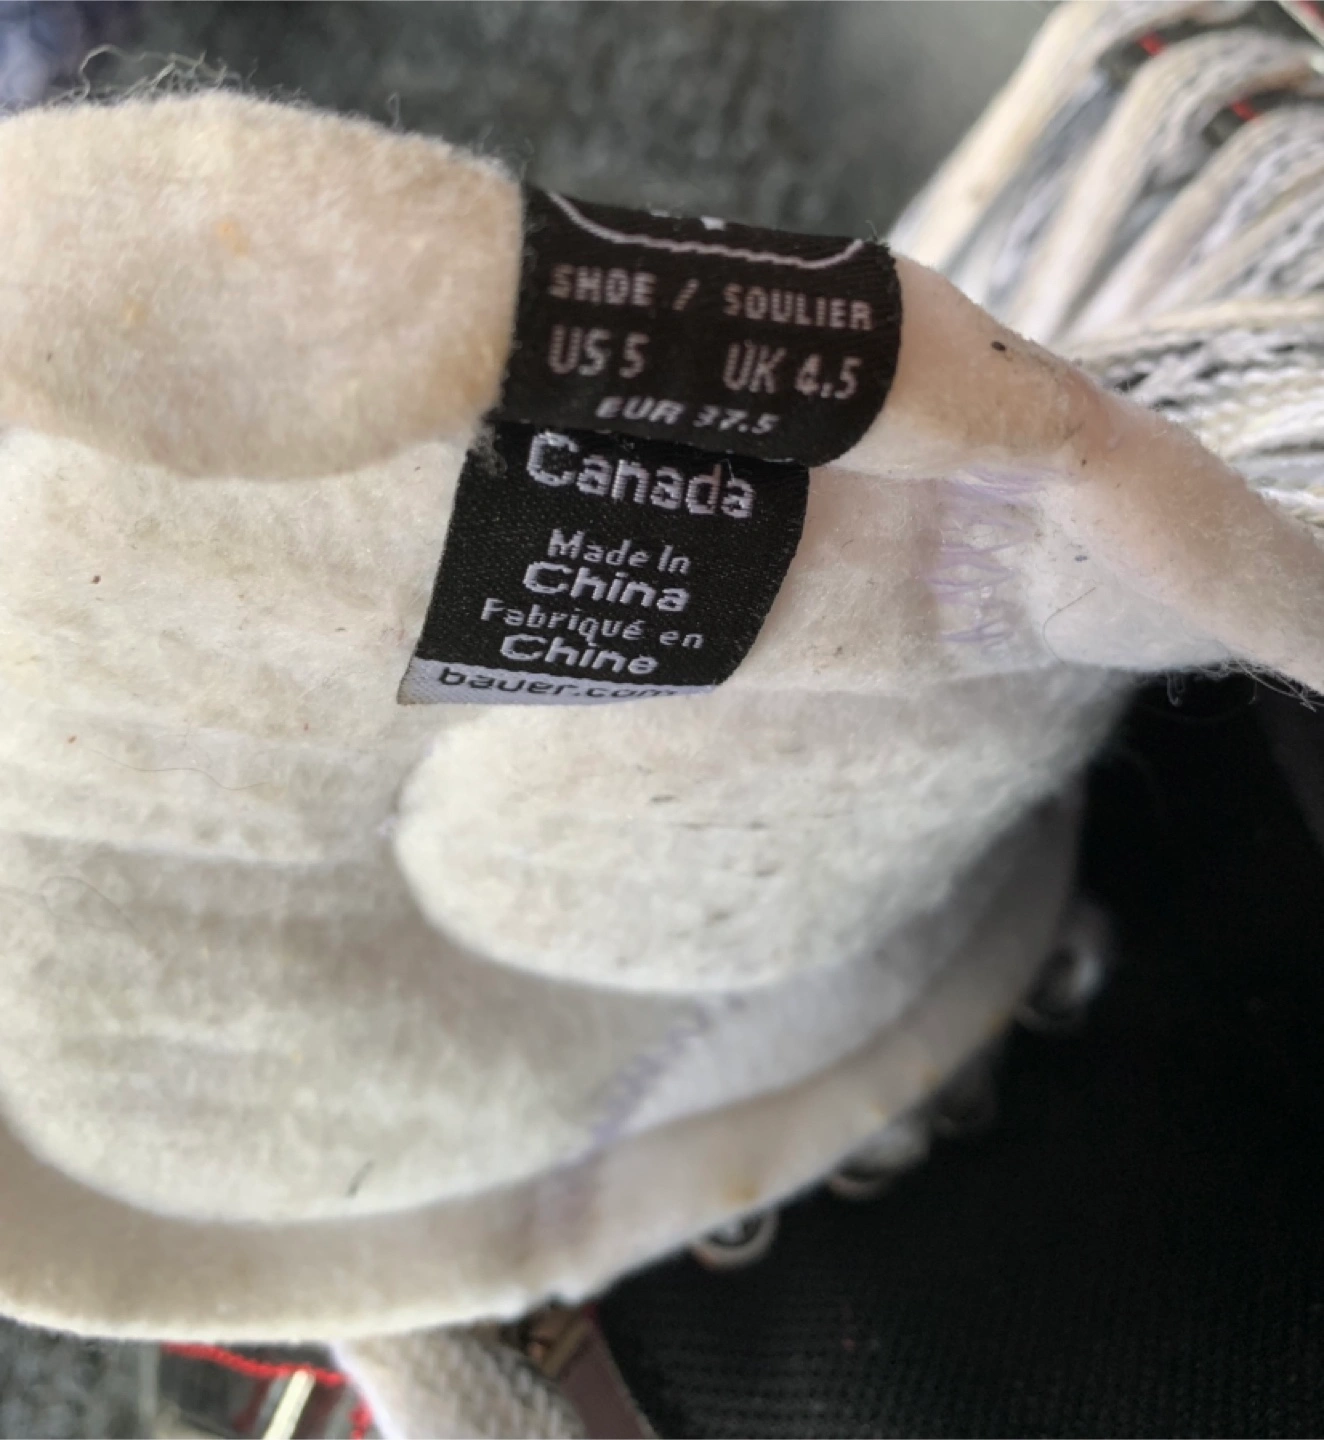 SHOE / SOULIER
US 5 UK 4.5
EUR 37.5
Canada
Made In
China
Fabriqué en
Chine
bauer.com